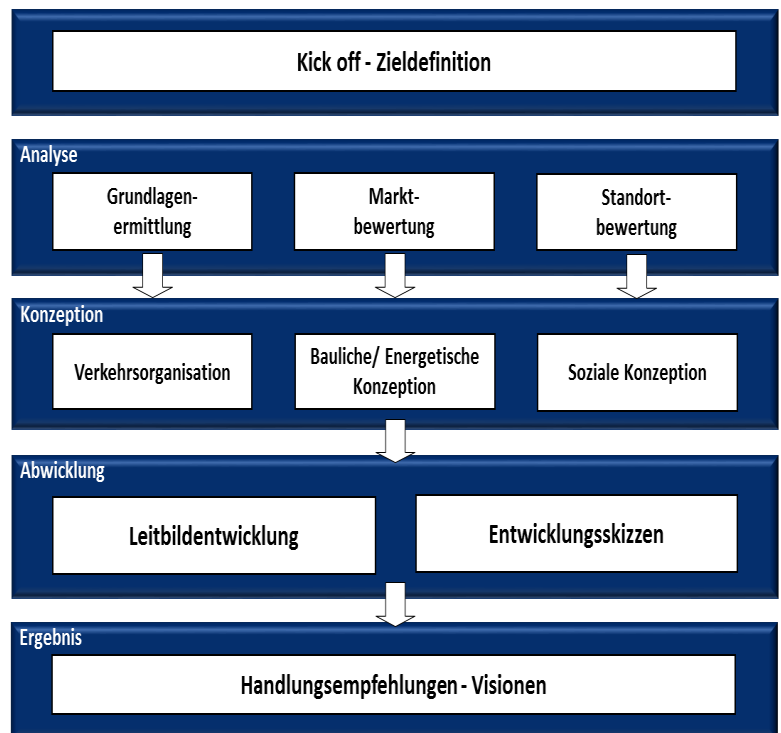 Kick off - Zieldefinition
Analyse
Grundlagen-
ermittlung
Markt-
bewertung
Standort-
bewertung
Konzeption
Verkehrsorganisation
Bauliche/ Energetische
Konzeption
Soziale Konzeption
Abwicklung
Leitbildentwicklung
Entwicklungsskizzen
Ergebnis
Handlungsempfehlungen - Visionen